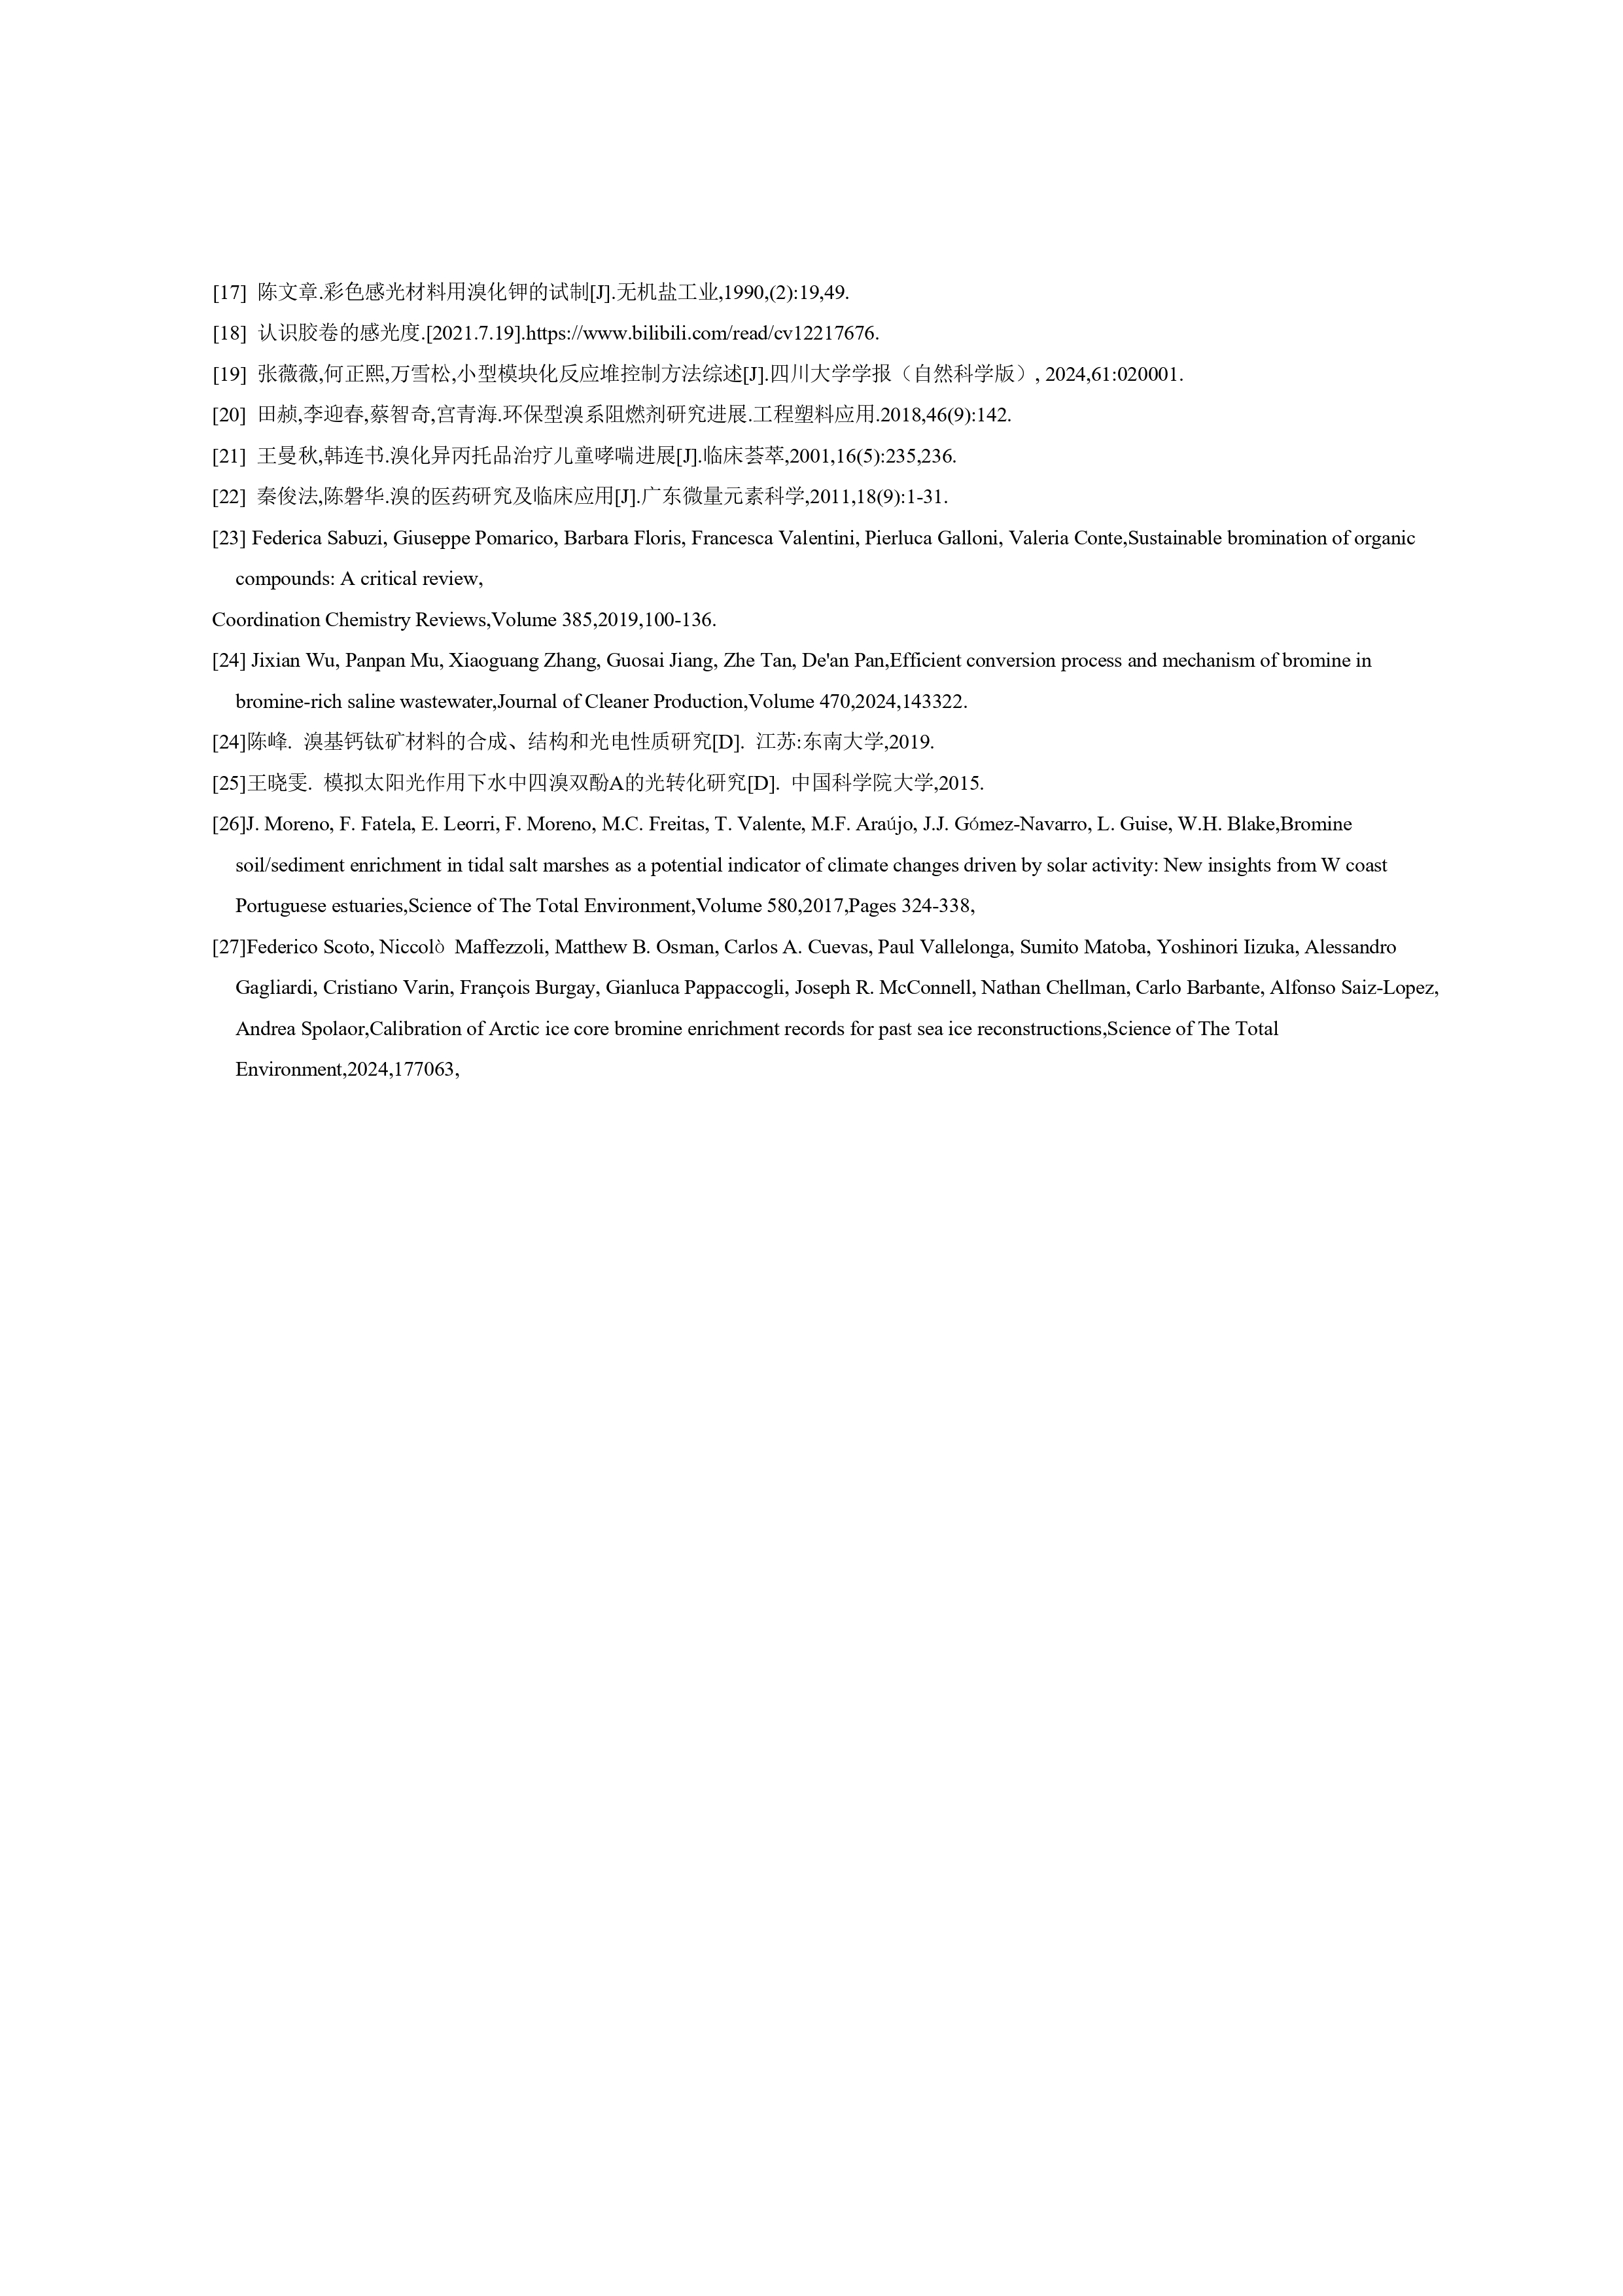 [17] 陈文章.彩色感光材料用溴化钾的试制[J].无机盐工业,1990,(2):19,49.
[18] 认识胶卷的感光度.[2021.7.19].https://www.bilibili.com/read/cv12217676.
[19] 张薇薇,何正熙,万雪松,小型模块化反应堆控制方法综述[J].四川大学学报（自然科学版）, 2024,61:020001.
[20] 田赪,李迎春,蔡智奇,宫青海.环保型溴系阻燃剂研究进展.工程塑料应用.2018,46(9):142.
[21] 王曼秋,韩连书.溴化异丙托品治疗儿童哮喘进展[J].临床荟萃,2001,16(5):235,236.
[22] 秦俊法,陈磐华.溴的医药研究及临床应用[J].广东微量元素科学,2011,18(9):1-31.
[23] Federica Sabuzi, Giuseppe Pomarico, Barbara Floris, Francesca Valentini, Pierluca Galloni, Valeria Conte,Sustainable bromination of organic
compounds: A critical review,
Coordination Chemistry Reviews,Volume 385,2019,100-136.
[24] Jixian Wu, Panpan Mu, Xiaoguang Zhang, Guosai Jiang, Zhe Tan, De'an Pan,Efficient conversion process and mechanism of bromine in
bromine-rich saline wastewater,Journal of Cleaner Production,Volume 470,2024,143322.
[24]陈峰. 溴基钙钛矿材料的合成、结构和光电性质研究[D]. 江苏:东南大学,2019.
[25]王晓雯. 模拟太阳光作用下水中四溴双酚A的光转化研究[D]. 中国科学院大学,2015.
[26]J. Moreno, F. Fatela, E. Leorri, F. Moreno, M.C. Freitas, T. Valente, M.F. Araújo, J.J. Gómez-Navarro, L. Guise, W.H. Blake,Bromine
soil/sediment enrichment in tidal salt marshes as a potential indicator of climate changes driven by solar activity: New insights from W coast
Portuguese estuaries,Science of The Total Environment,Volume 580,2017,Pages 324-338,
[27]Federico Scoto, Niccolò Maffezzoli, Matthew B. Osman, Carlos A. Cuevas, Paul Vallelonga, Sumito Matoba, Yoshinori Iizuka, Alessandro
Gagliardi, Cristiano Varin, François Burgay, Gianluca Pappaccogli, Joseph R. McConnell, Nathan Chellman, Carlo Barbante, Alfonso Saiz-Lopez,
Andrea Spolaor,Calibration of Arctic ice core bromine enrichment records for past sea ice reconstructions,Science of The Total
Environment,2024,177063,